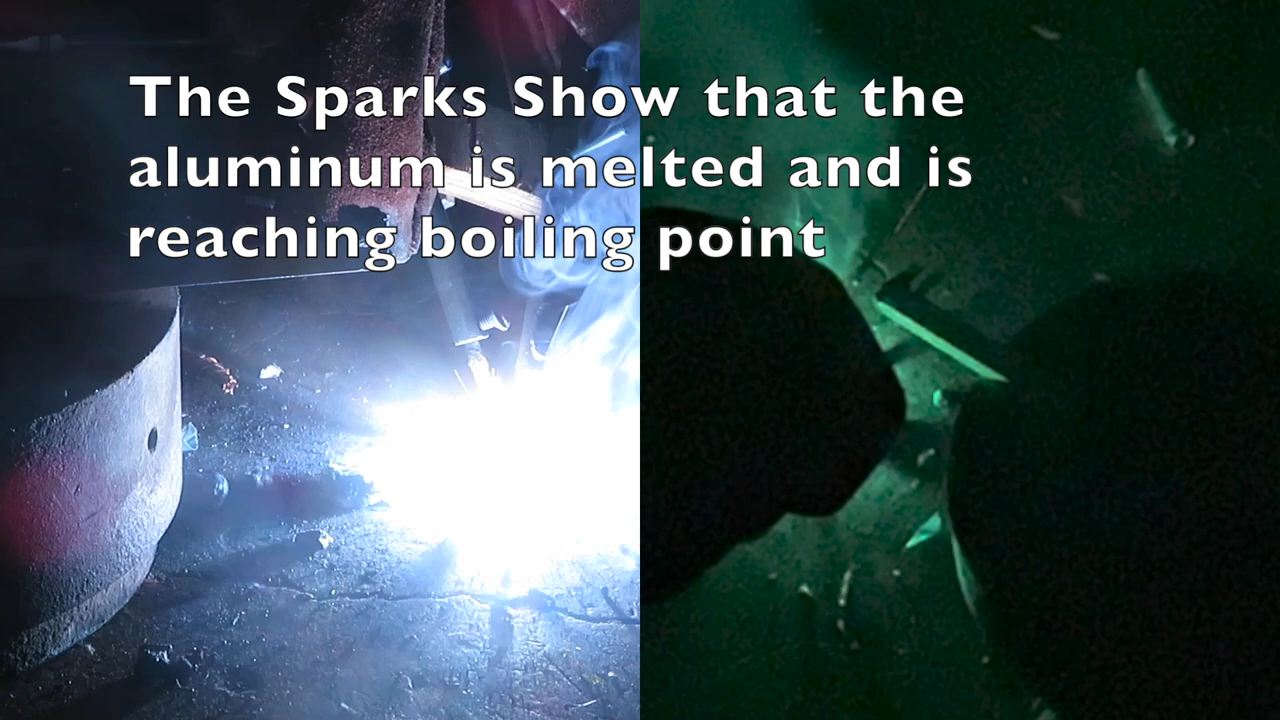 The Sparks Show that the
aluminum is melted and is
reaching boiling point